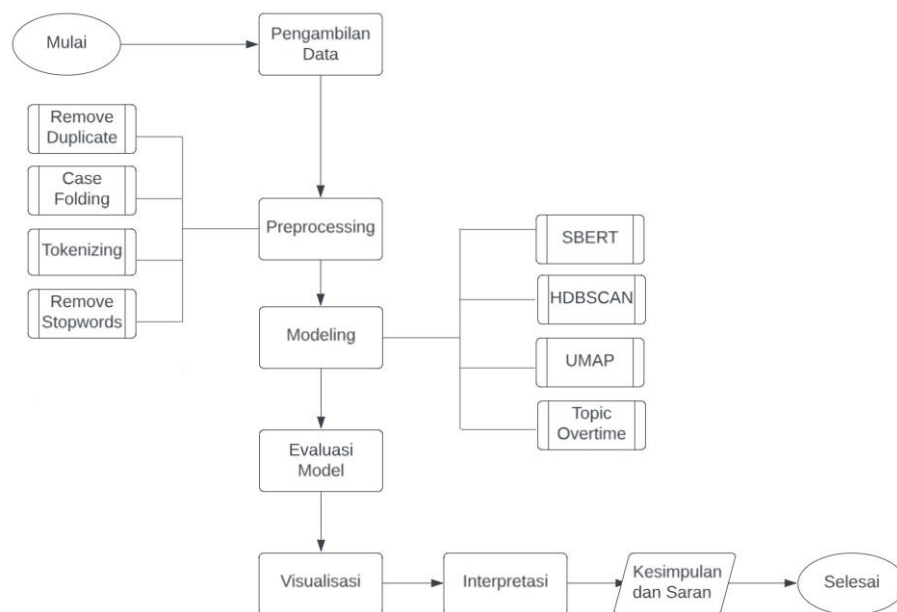 Mulai
Pengambilan
Data
Remove
Duplicate
Case
Folding
Tokenizing
Remove
Stopwords
Preprocessing
SBERT
HDBSCAN
UMAP
Topic
Overtime
Modeling
Evaluasi
Model
Visualisasi
Interpretasi
Kesimpulan
dan Saran
Selesai